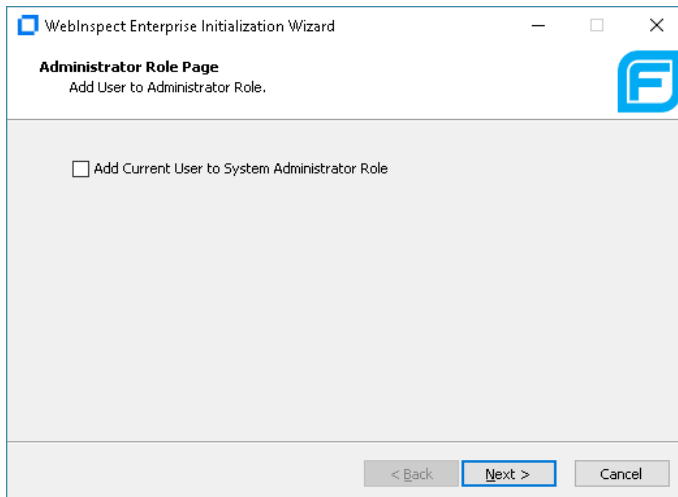 WebInspect Enterprise Initialization Wizard
Administrator Role Page
Add User to Administrator Role.
F
Add Current User to System Administrator Role
< Back Next > Cancel